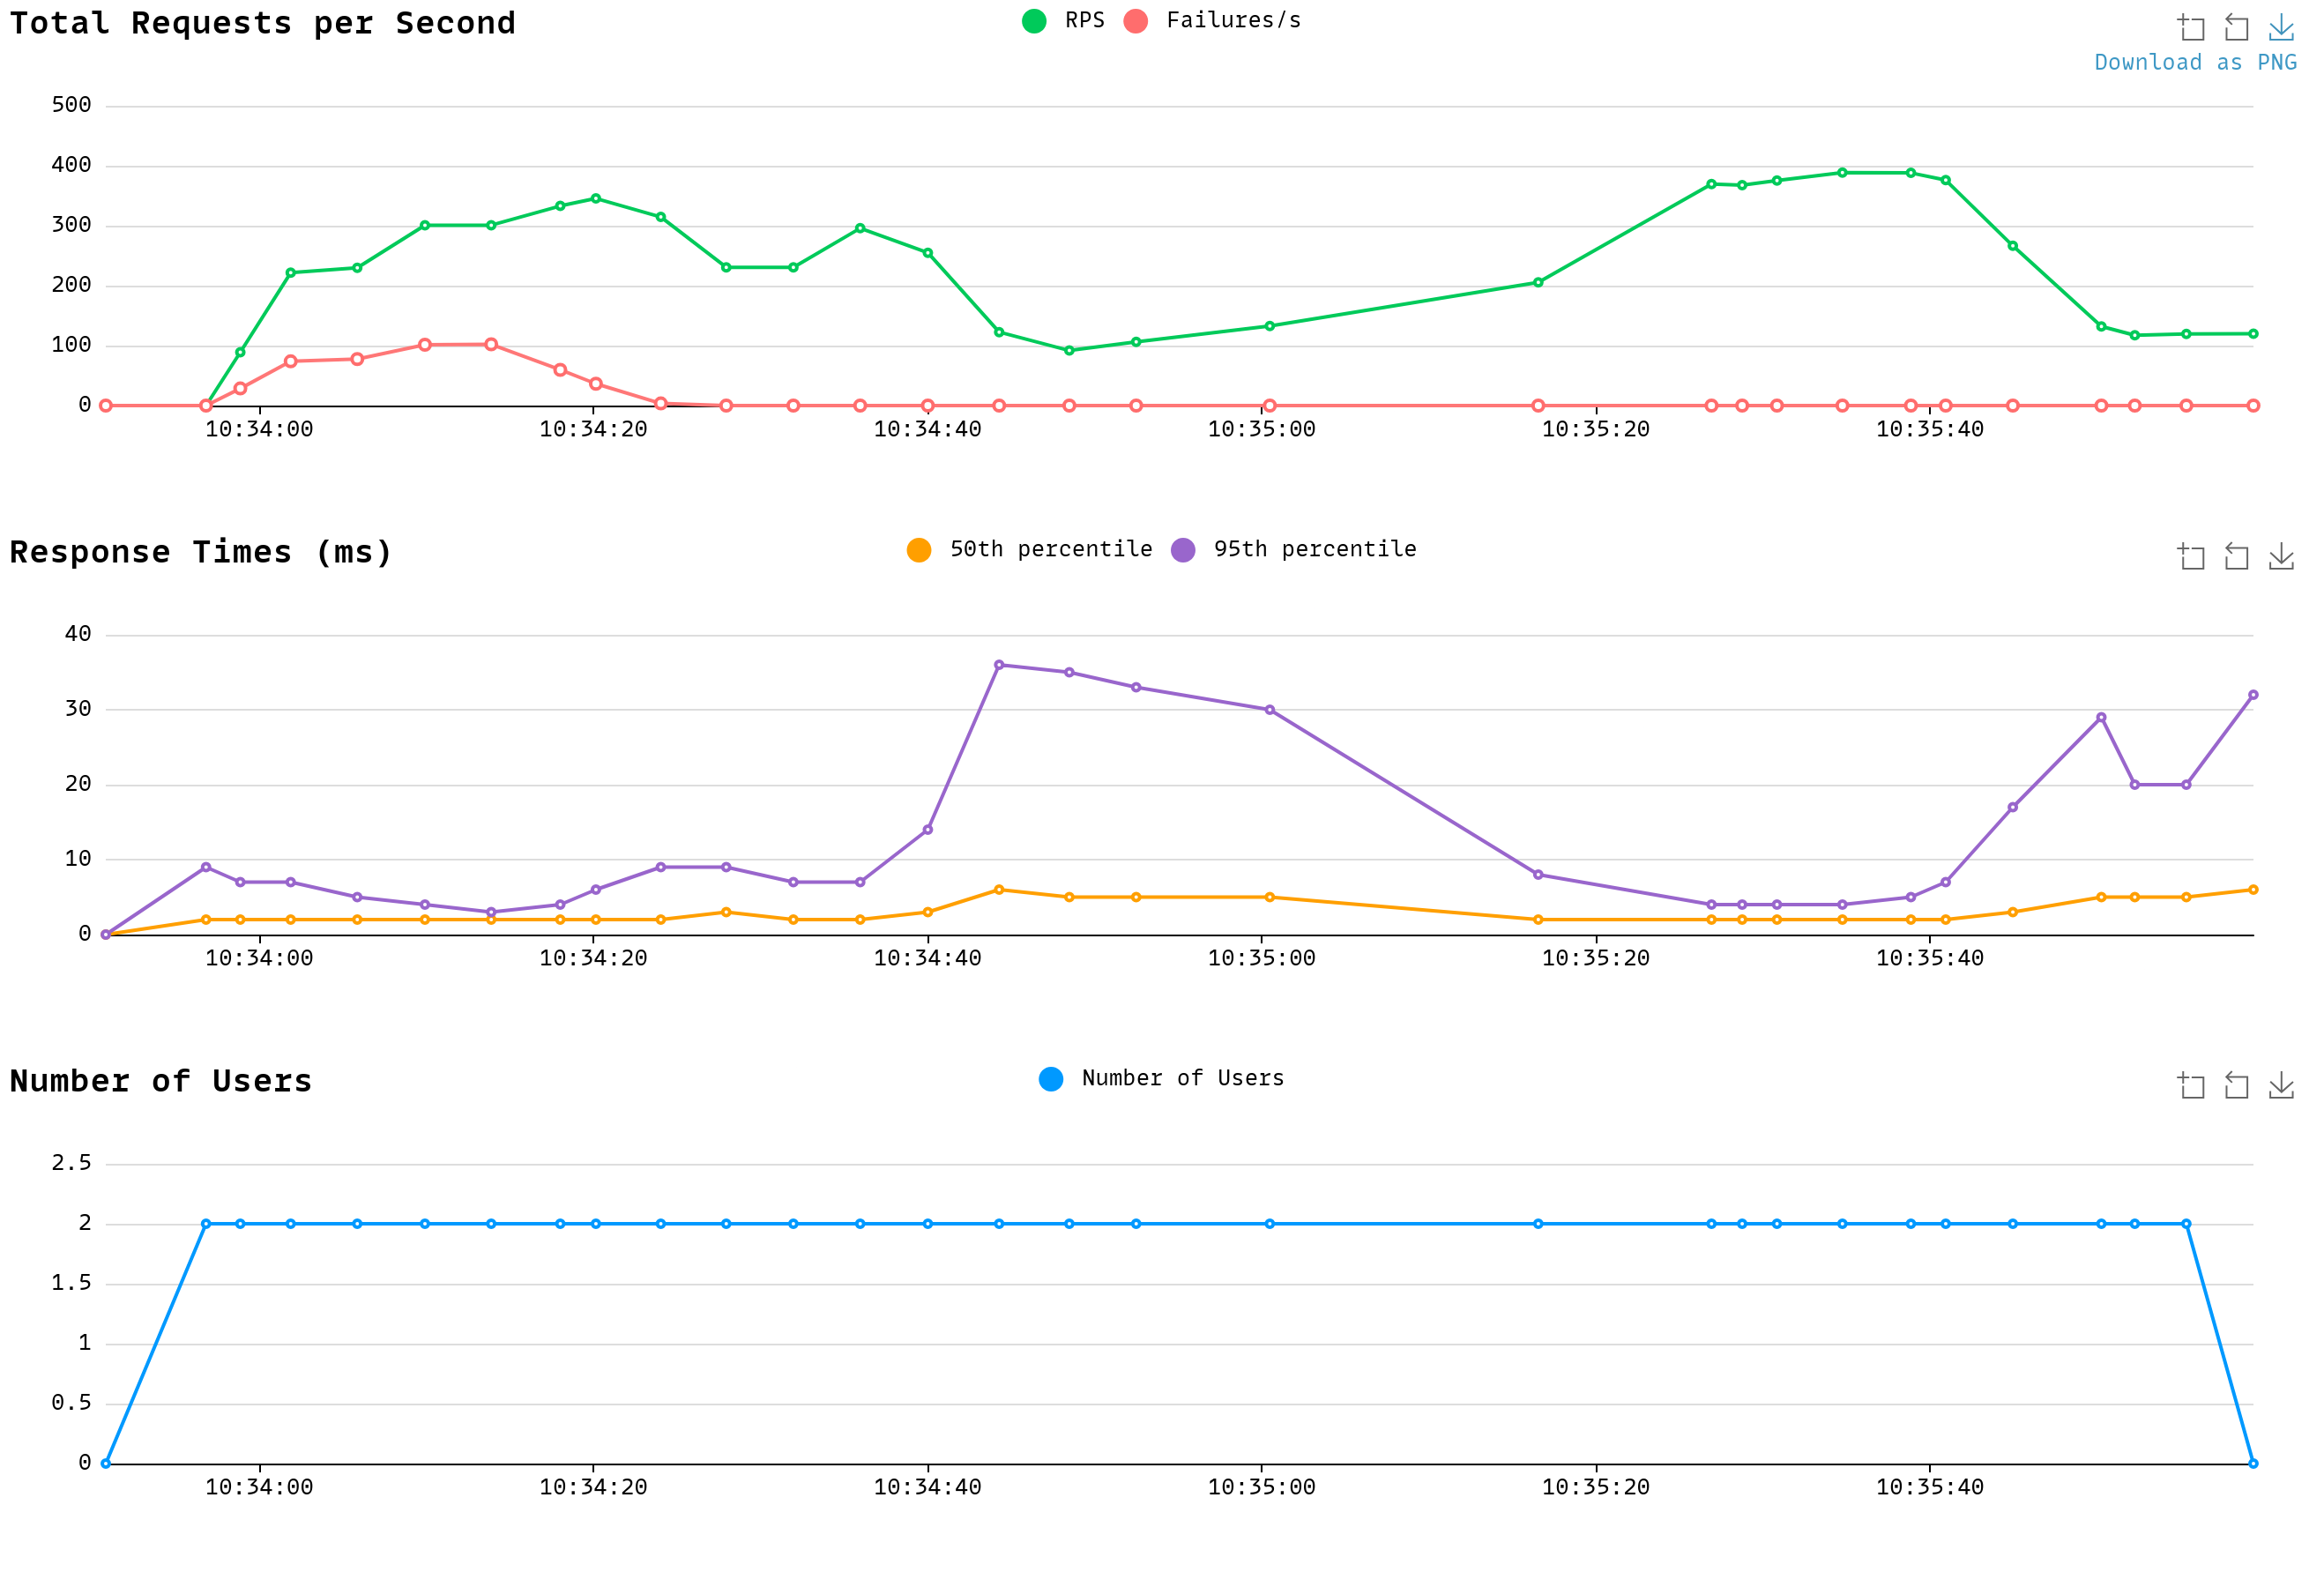 Total Requests per Second
RPS Failures/s
Download as PNG
500
400
300
200
100
0
10:34:00 10:34:20 10:34:40 10:35:00 10:35:20 10:35:40
Response Times (ms)
50th percentile 95th percentile
40
30
20
10
0
10:34:00 10:34:20 10:34:40 10:35:00 10:35:20 10:35:40
Number of Users
Number of Users
2.5
2
1.5
1
0.5
0
10:34:00 10:34:20 10:34:40 10:35:00 10:35:20 10:35:40